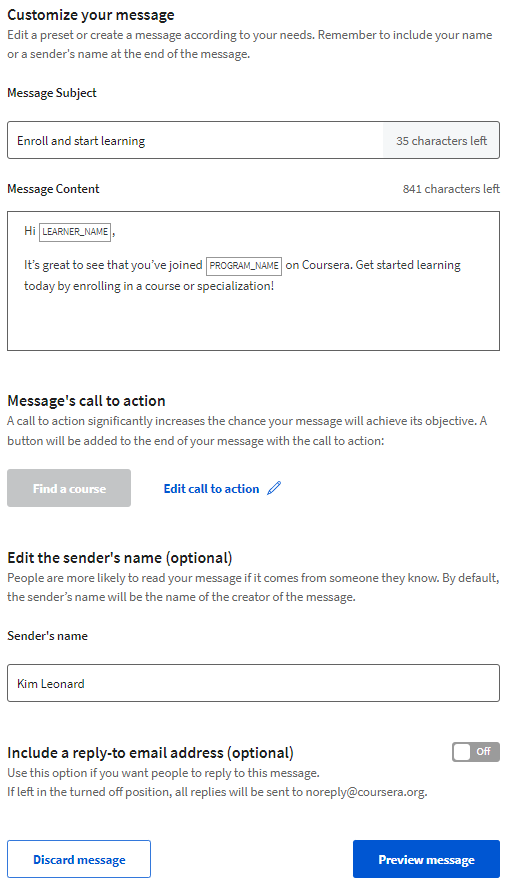 Customize your message
Edit a preset or create a message according to your needs. Remember to include your name
or a sender's name at the end of the message.
Message Subject
Enroll and start learning
35 characters left
Message Content
841 characters left
Hi LEARNER_NAME,
It's great to see that you've joined PROGRAM_NAME on Coursera. Get started learning
today by enrolling in a course or specialization!
Message's call to action
A call to action significantly increases the chance your message will achieve its objective. A
button will be added to the end of your message with the call to action:
Find a course
Edit call to action
Edit the sender's name (optional)
People are more likely to read your message if it comes from someone they know. By default,
the sender's name will be the name of the creator of the message.
Sender's name
Kim Leonard
Include a reply-to email address (optional)
Off
Use this option if you want people to reply to this message.
If left in the turned off position, all replies will be sent to noreply@coursera.org.
Discard message
Preview message